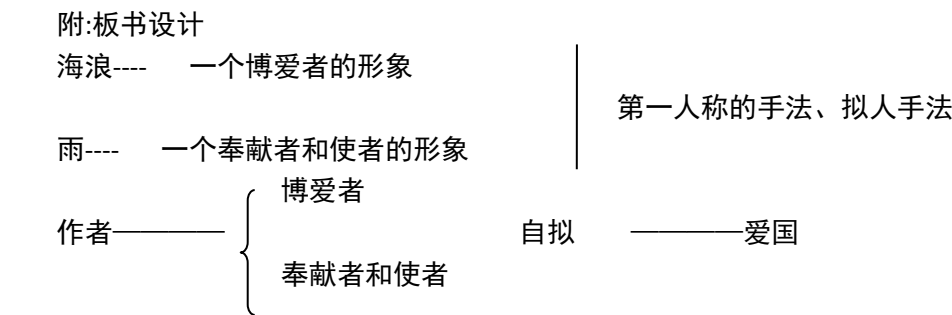 附:板书设计
海浪---- 一个博爱者的形象
第一人称的手法、拟人手法
雨---- 一个奉献者和使者的形象
博爱者
作者———— 自拟 ————爱国
奉献者和使者